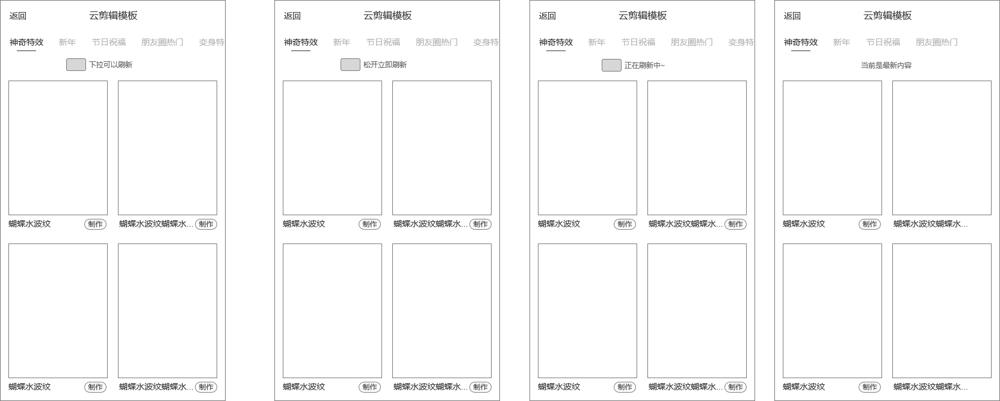 返回 云剪辑模板
神奇特效 新年 节日祝福 朋友圈热门 变身特
下拉可以刷新
蝴蝶水波纹 制作 蝴蝶水波纹蝴蝶水... 制作
蝴蝶水波纹 制作 蝴蝶水波纹蝴蝶水... 制作
返回 云剪辑模板
神奇特效 新年 节日祝福 朋友圈热门 变身特
松开立即刷新
蝴蝶水波纹 制作 蝴蝶水波纹蝴蝶水... 制作
蝴蝶水波纹 制作 蝴蝶水波纹蝴蝶水... 制作
返回 云剪辑模板
神奇特效 新年 节日祝福 朋友圈热门 变身特
正在刷新中~
蝴蝶水波纹 制作 蝴蝶水波纹蝴蝶水... 制作
蝴蝶水波纹 制作 蝴蝶水波纹蝴蝶水... 制作
返回 云剪辑模板
神奇特效 新年 节日祝福 朋友圈热门
当前是最新内容
蝴蝶水波纹 制作 蝴蝶水波纹蝴蝶水...
蝴蝶水波纹 制作 蝴蝶水波纹蝴蝶水...